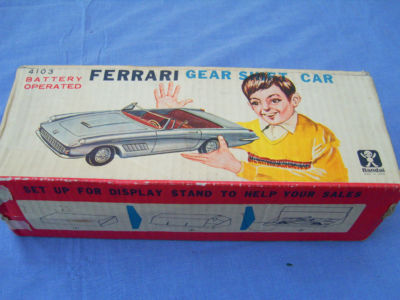 4103
BATTERY
OPERATED
FERRARI GEAR SHIFT CAR
Bandai
SET UP FOR DISPLAY STAND TO HELP YOUR SALES